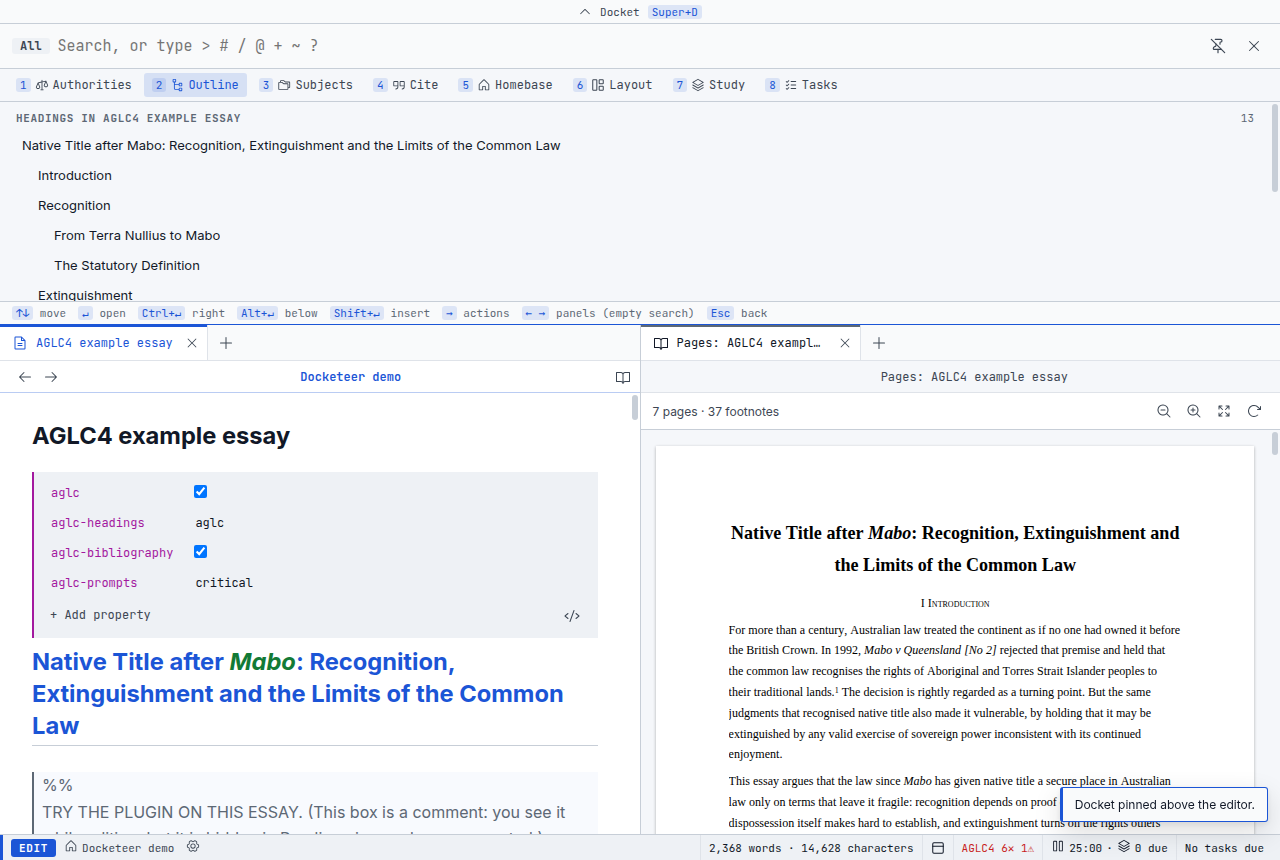 Docket Super+D
All Search, or type > # / @ + ~ ?
1 Authorities 2 Outline 3 Subjects 4 Cite 5 Homebase 6 Layout 7 Study 8 Tasks
HEADINGS IN AGLC4 EXAMPLE ESSAY 13
Native Title after Mabo: Recognition, Extinguishment and the Limits of the Common Law
Introduction
Recognition
From Terra Nullius to Mabo
The Statutory Definition
Extinguishment
↑↓ move ↵ open Ctrl+↵ right Alt+↵ below Shift+↵ insert → actions ← → panels (empty search) Esc back
AGLC4 example essay
Docketeer demo
AGLC4 example essay
aglc
aglc-headings aglc
aglc-bibliography
aglc-prompts critical
+ Add property </>
Native Title after Mabo: Recognition,
Extinguishment and the Limits of the Common
Law
%%
TRY THE PLUGIN ON THIS ESSAY. (This box is a comment: you see it
Pages: AGLC4 exampl…
Pages: AGLC4 example essay
7 pages · 37 footnotes
Native Title after Mabo: Recognition, Extinguishment and
the Limits of the Common Law
I Introduction
For more than a century, Australian law treated the continent as if no one had owned it before
the British Crown. In 1992, Mabo v Queensland [No 2] rejected that premise and held that
the common law recognises the rights of Aboriginal and Torres Strait Islander peoples to
their traditional lands.¹ The decision is rightly regarded as a turning point. But the same
judgments that recognised native title also made it vulnerable, by holding that it may be
extinguished by any valid exercise of sovereign power inconsistent with its continued
enjoyment.
This essay argues that the law since Mabo has given native title a secure place in Australian
law only on terms that leave it fragile: recognition depends on proof
dispossession itself makes hard to establish, and extinguishment turns on the rights others
Docket pinned above the editor.
EDIT Docketeer demo 2,368 words · 14,628 characters AGLC4 6× 1⚠ 25:00 · 0 due No tasks due